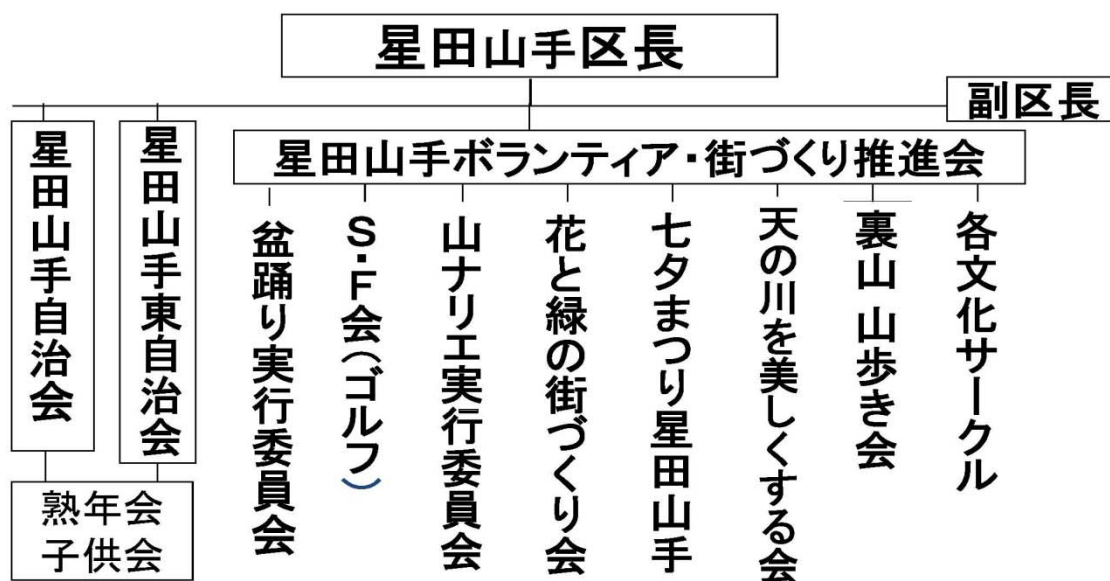 星田山手区長
副区長
星田山手自治会
星田山手東自治会
熟年会
子供会
星田山手ボランティア・街づくり推進会
盆踊り実行委員会
S・F会(ゴルフ)
山ナリエ実行委員会
花と緑の街づくり会
七夕まつり星田山手
天の川を美しくする会
裏山 山歩き会
各文化サークル